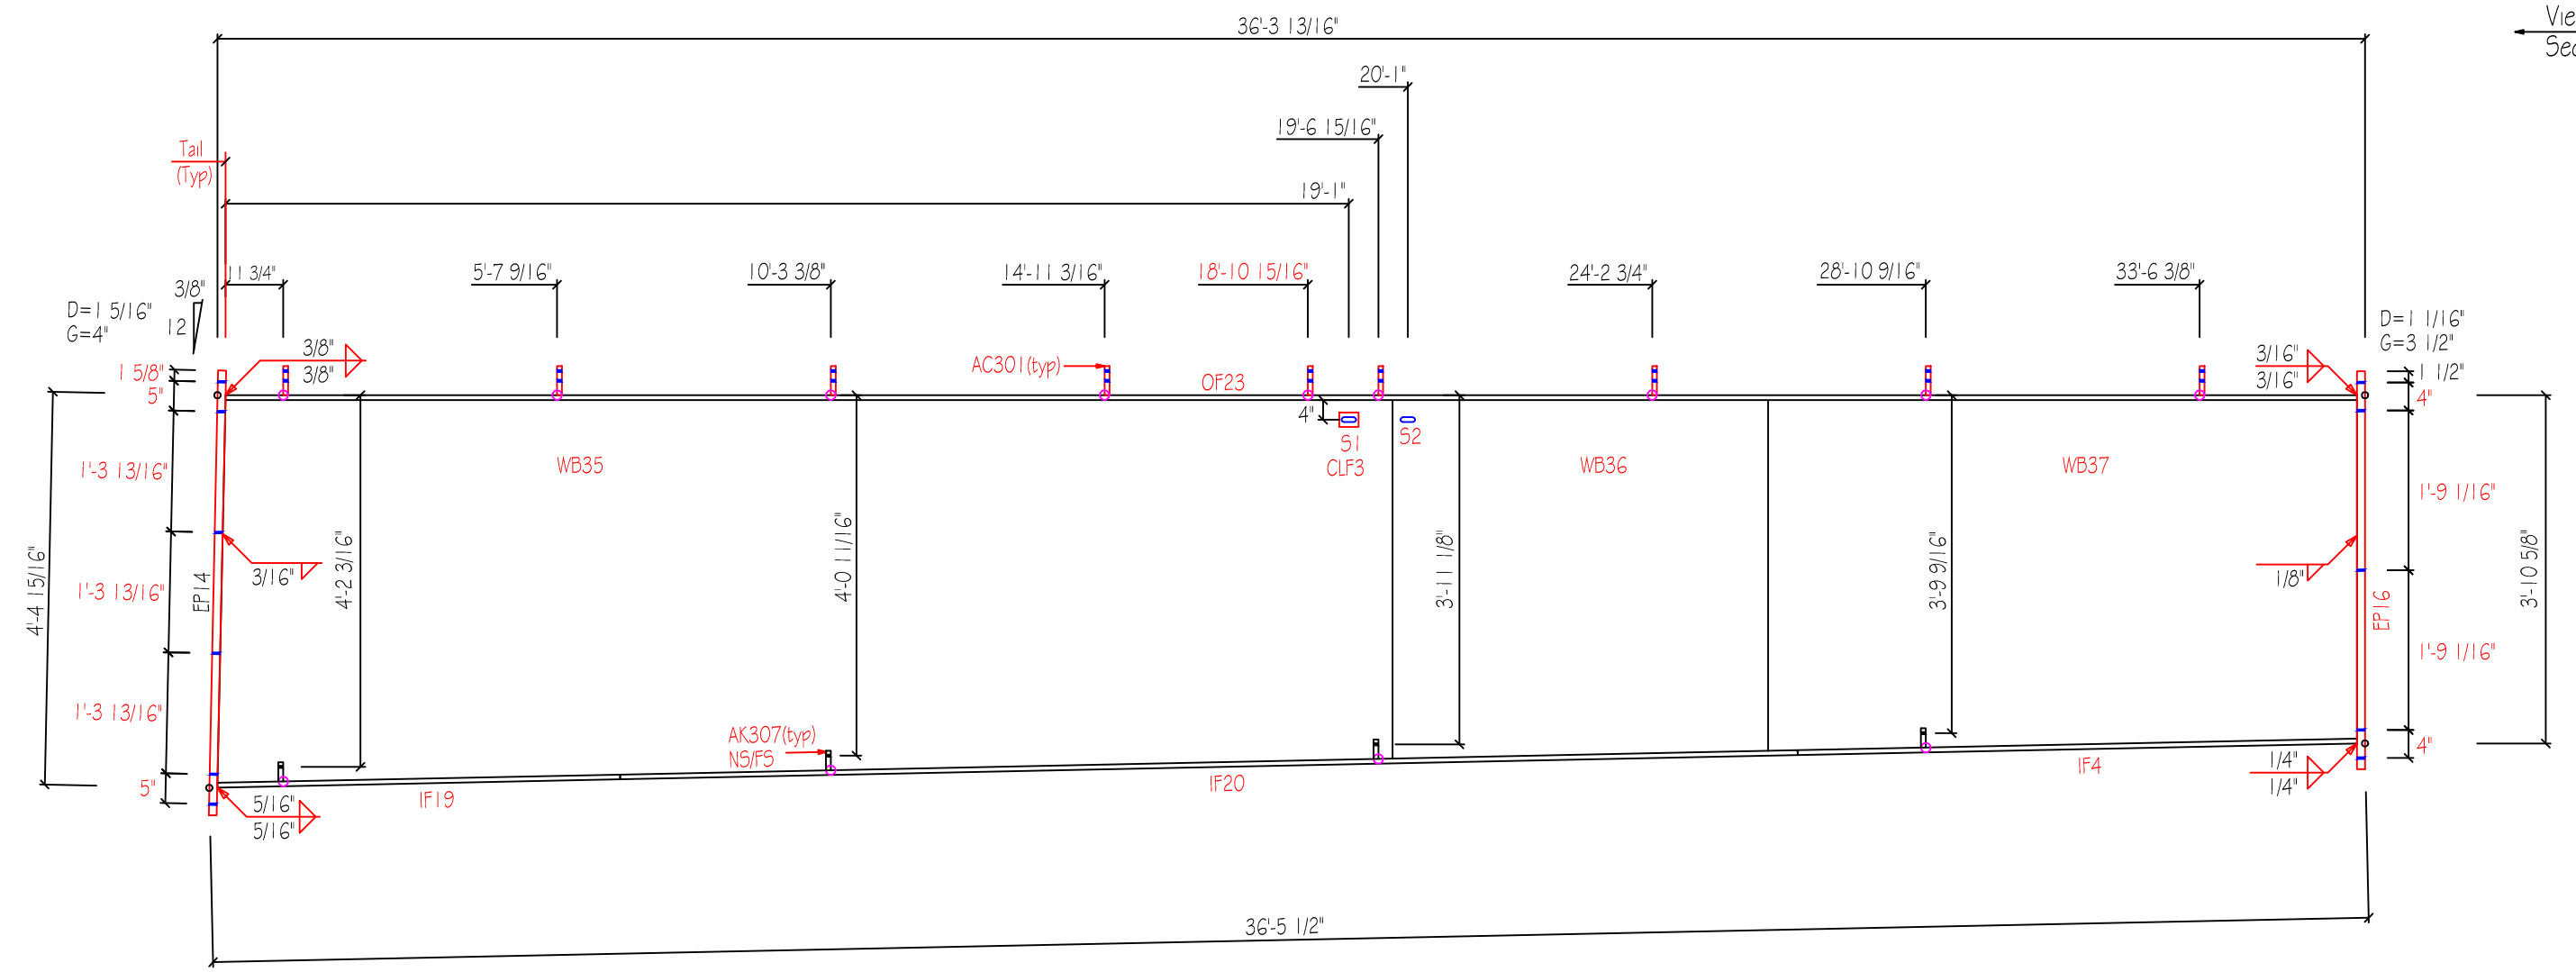 36'-3 13/16"
Vie
Sec
20'-1"
19'-6 15/16"
Tail
(Typ)
19'-1"
11 3/4"
5'-7 9/16"
10'-3 3/8"
14'-11 3/16"
18'-10 15/16"
24'-2 3/4"
28'-10 9/16"
33'-6 3/8"
3/8"
12
D=1 5/16"
G=4"
D=1 1/16"
G=3 1/2"
3/8"
3/8"
3/16"
3/16"
1 5/8"
5"
AC301(typ)
OF23
1 1/2"
4"
4"
S1
CLF3
S2
1'-3 13/16"
WB35
WB36
WB37
1'-9 1/16"
4'-4 15/16"
1'-3 13/16"
EP14
3/16"
4'-2 3/16"
4'-0 11/16"
3'-11 1/8"
3'-9 9/16"
1/8"
EP16
3'-10 5/8"
1'-9 1/16"
1'-3 13/16"
AK307(typ)
NS/FS
4"
5"
IF19
IF20
IF4
5/16"
5/16"
1/4"
1/4"
36'-5 1/2"